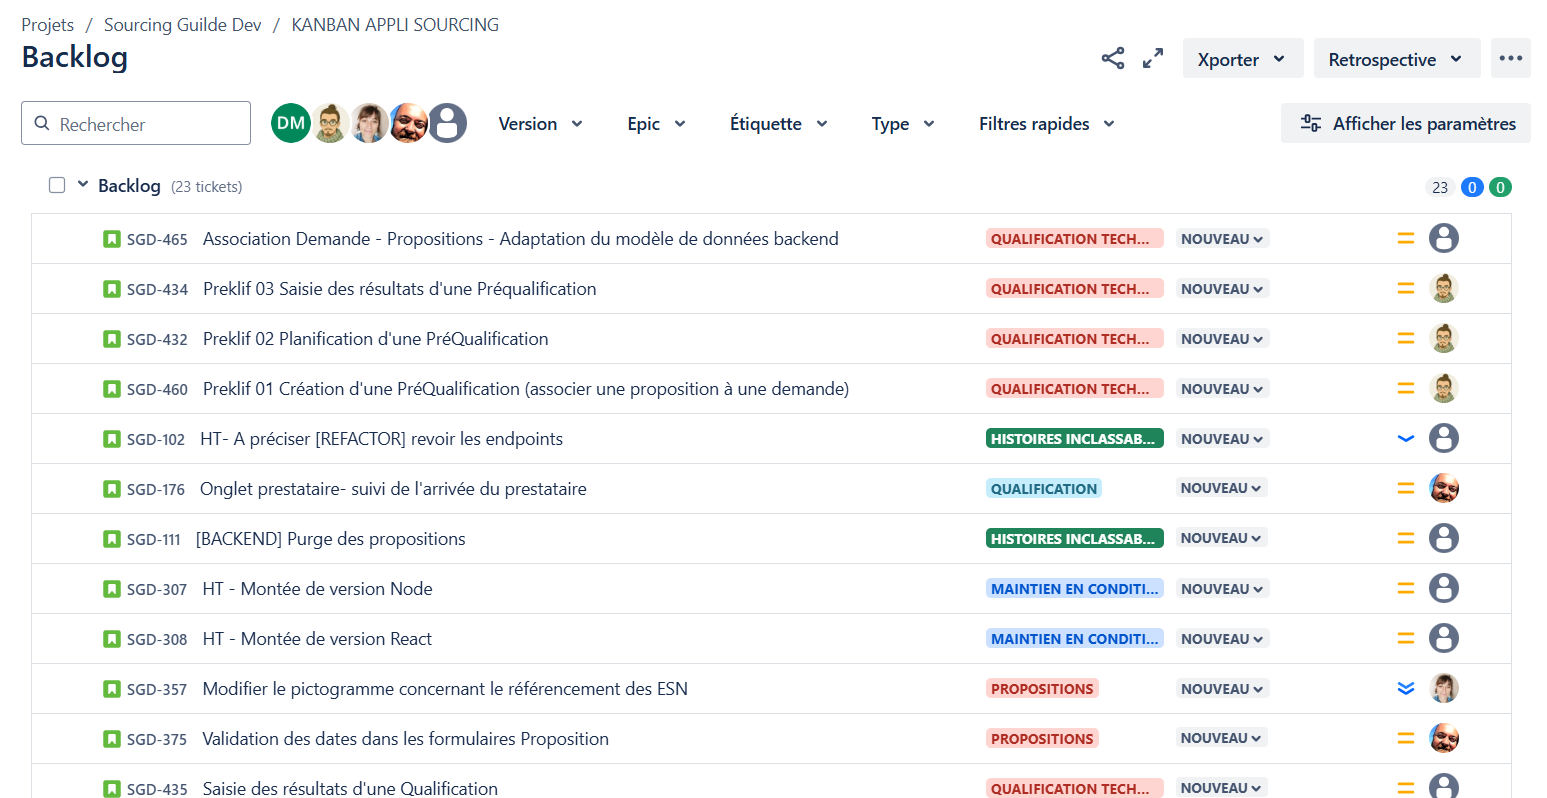 Projets / Sourcing Guilde Dev / KANBAN APPLI SOURCING
Backlog
Xporter Retrospective
Rechercher DM Version Epic Étiquette Type Filtres rapides Afficher les paramètres
Backlog (23 tickets) 23 0 0
SGD-465 Association Demande - Propositions - Adaptation du modèle de données backend QUALIFICATION TECH... NOUVEAU
SGD-434 Preklif 03 Saisie des résultats d'une Préqualification QUALIFICATION TECH... NOUVEAU
SGD-432 Preklif 02 Planification d'une PréQualification QUALIFICATION TECH... NOUVEAU
SGD-460 Preklif 01 Création d'une PréQualification (associer une proposition à une demande) QUALIFICATION TECH... NOUVEAU
SGD-102 HT- A préciser [REFACTOR] revoir les endpoints HISTOIRES INCLASSAB... NOUVEAU
SGD-176 Onglet prestataire- suivi de l'arrivée du prestataire QUALIFICATION NOUVEAU
SGD-111 [BACKEND] Purge des propositions HISTOIRES INCLASSAB... NOUVEAU
SGD-307 HT - Montée de version Node MAINTIEN EN CONDITI... NOUVEAU
SGD-308 HT - Montée de version React MAINTIEN EN CONDITI... NOUVEAU
SGD-357 Modifier le pictogramme concernant le référencement des ESN PROPOSITIONS NOUVEAU
SGD-375 Validation des dates dans les formulaires Proposition PROPOSITIONS NOUVEAU
SGD-435 Saisie des résultats d'une Qualification QUALIFICATION TECH... NOUVEAU